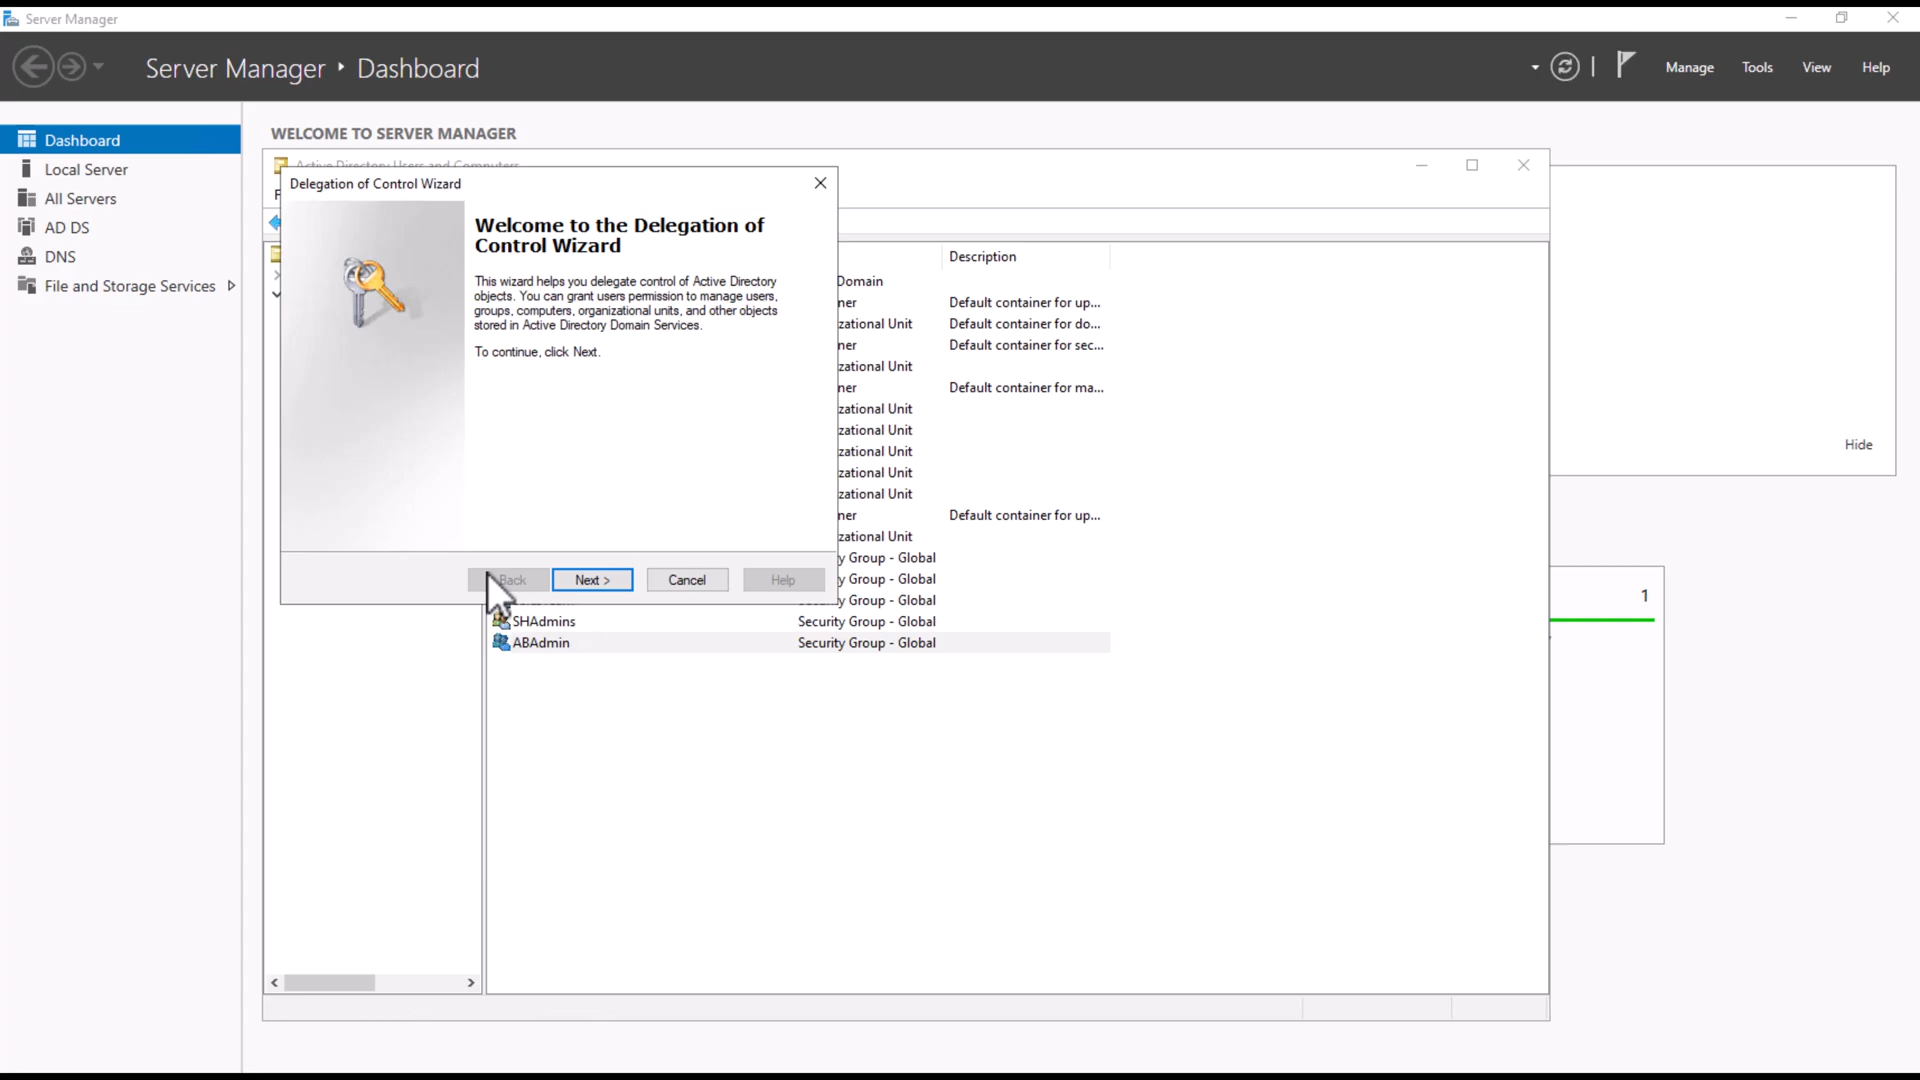 Server Manager
Server Manager
Dashboard
Manage
Tools
View
Help
Dashboard
Local Server
All Servers
AD DS
DNS
File and Storage Services
WELCOME TO SERVER MANAGER
Active Directory Users and Computers
Delegation of Control Wizard
Welcome to the Delegation of
Control Wizard
This wizard helps you delegate control of Active Directory
objects. You can grant users permission to manage users,
groups, computers, organizational units, and other objects
stored in Active Directory Domain Services.
To continue, click Next.
Back
Next >
Cancel
Help
Description
Domain
ner Default container for up...
zational Unit Default container for do...
ner Default container for sec...
zational Unit
ner Default container for ma...
zational Unit
zational Unit
zational Unit
zational Unit
zational Unit
ner Default container for up...
zational Unit
y Group - Global
y Group - Global
y Group - Global
SHAdmins Security Group - Global
ABAdmin Security Group - Global
Hide
1